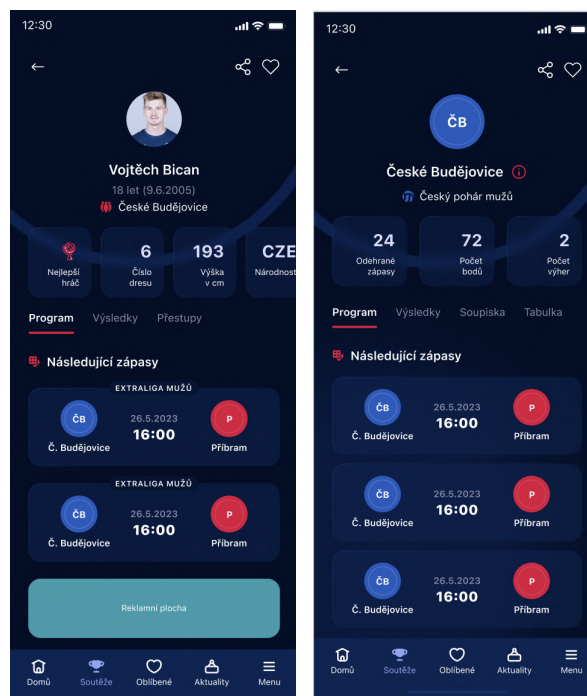 12:30
Vojtěch Bican
18 let (9.6.2005)
České Budějovice
Nejlepší
hráč
6
Číslo
dresu
193
Výška
v cm
CZE
Národnost
Program Výsledky Přestupy
Následující zápasy
EXTRALIGA MUŽŮ
ČB
Č. Budějovice
26.5.2023
16:00
P
Příbram
EXTRALIGA MUŽŮ
ČB
Č. Budějovice
26.5.2023
16:00
P
Příbram
Reklamní plocha
Domů Soutěže Oblíbené Aktuality Menu
12:30
ČB
České Budějovice
Český pohár mužů
24
Odehrané
zápasy
72
Počet
bodů
2
Počet
výher
Program Výsledky Soupiska Tabulka
Následující zápasy
ČB
Č. Budějovice
26.5.2023
16:00
P
Příbram
ČB
Č. Budějovice
26.5.2023
16:00
P
Příbram
ČB
Č. Budějovice
26.5.2023
16:00
P
Příbram
Domů Soutěže Oblíbené Aktuality Menu